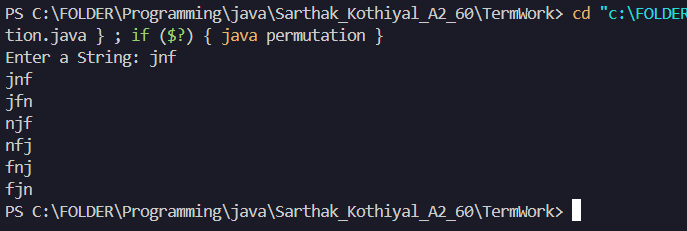 PS C:\FOLDER\Programming\java\Sarthak_Kothiyal_A2_60\TermWork> cd "c:\FOLDER
tion.java } ; if ($?) { java permutation }
Enter a String: jnf
jnf
jfn
njf
nfj
fnj
fjn
PS C:\FOLDER\Programming\java\Sarthak_Kothiyal_A2_60\TermWork>